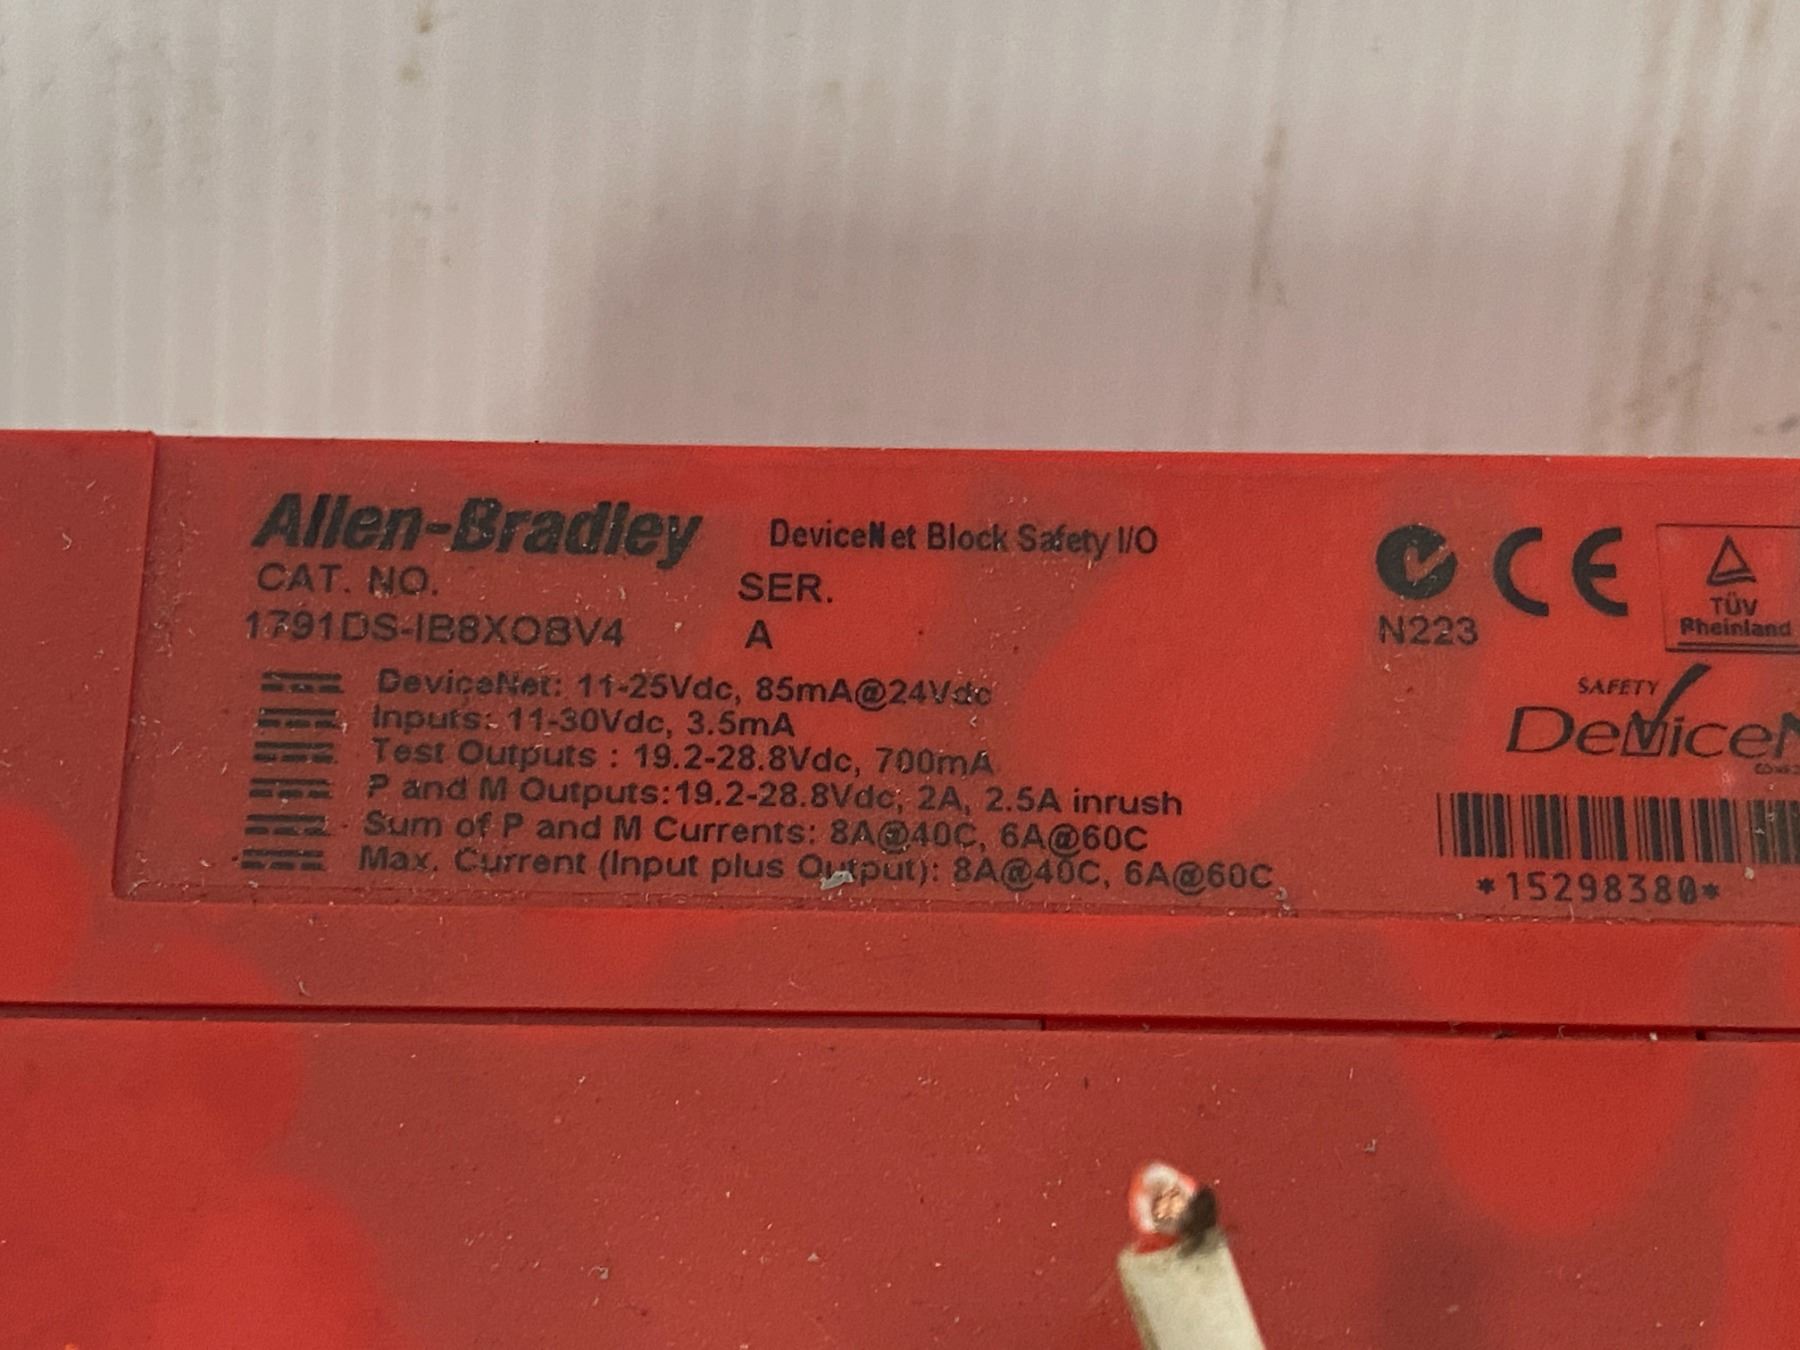 Allen-Bradley DeviceNet Block Safety I/O
CAT. NO. SER.
1791DS-IB8XOBV4 A
DeviceNet: 11-25Vdc, 85mA@24Vdc
Inputs: 11-30Vdc, 3.5mA
Test Outputs : 19.2-28.8Vdc, 700mA
P and M Outputs:19.2-28.8Vdc, 2A, 2.5A inrush
Sum of P and M Currents: 8A@40C, 6A@60C
Max. Current (Input plus Output): 8A@40C, 6A@60C
CE
N223
TÜV
Rheinland
SAFETY
DeviceN
*15298380*